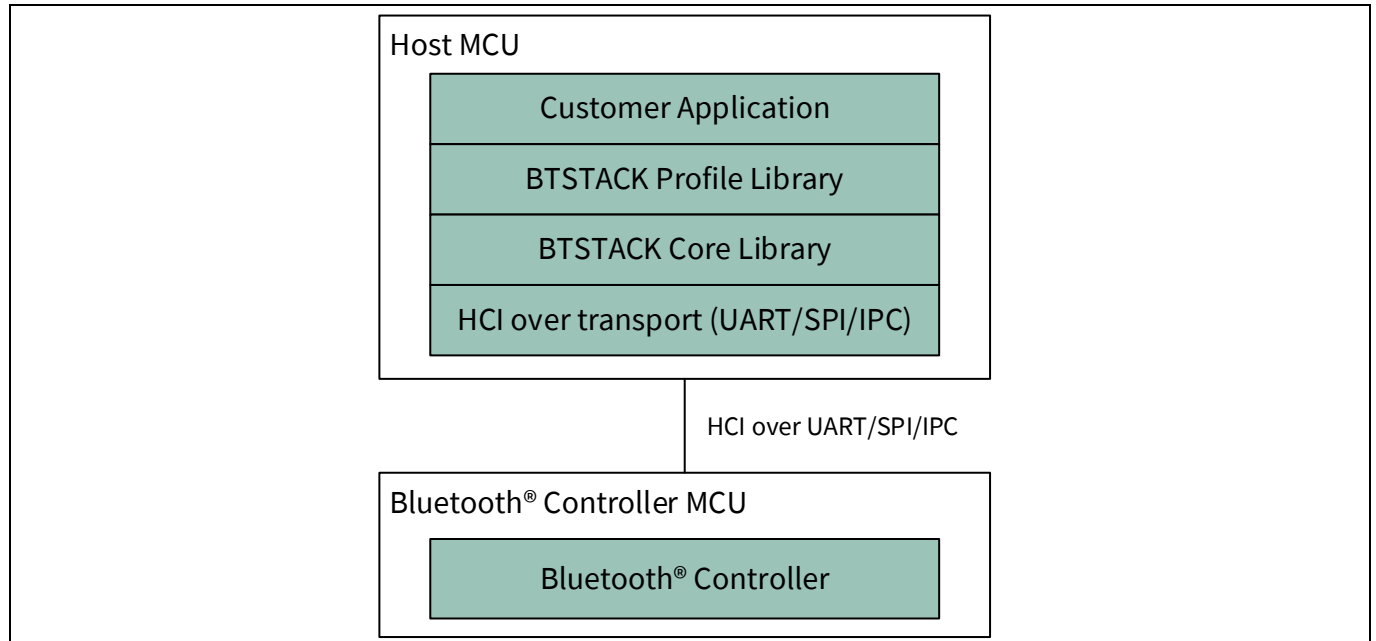 Host MCU
Customer Application
BTSTACK Profile Library
BTSTACK Core Library
HCI over transport (UART/SPI/IPC)
HCI over UART/SPI/IPC
Bluetooth® Controller MCU
Bluetooth® Controller